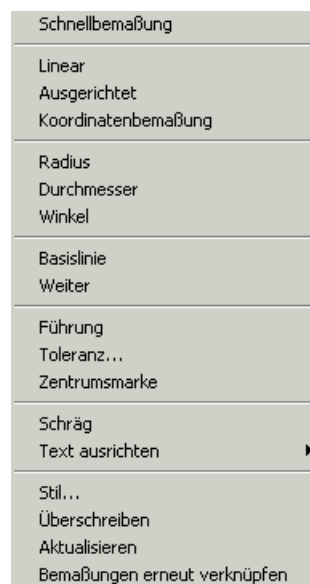 Schnellbemaßung
Linear
Ausgerichtet
Koordinatenbemaßung
Radius
Durchmesser
Winkel
Basislinie
Weiter
Führung
Toleranz...
Zentrumsmarke
Schräg
Text ausrichten
Stil...
Überschreiben
Aktualisieren
Bemaßungen erneut verknüpfen